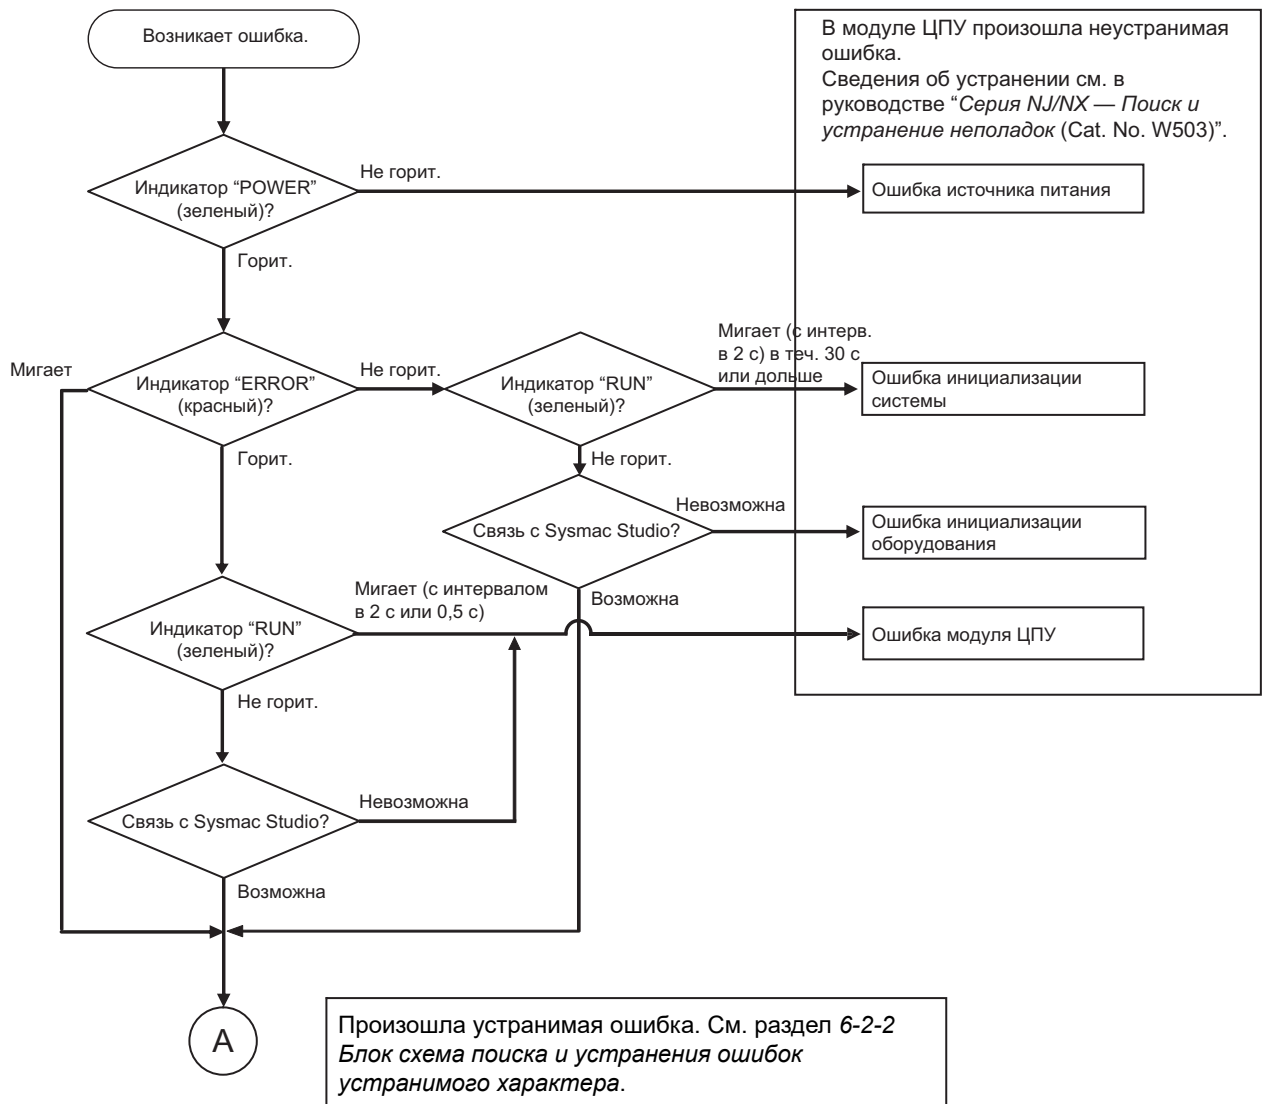 Возникает ошибка.
В модуле ЦПУ произошла неустранимая
ошибка.
Сведения об устранении см. в
руководстве “Серия NJ/NX — Поиск и
устранение неполадок (Cat. No. W503)”.
Индикатор “POWER”
(зеленый)?
Не горит.
Ошибка источника питания
Горит.
Мигает
Индикатор “ERROR”
(красный)?
Не горит.
Индикатор “RUN”
(зеленый)?
Мигает (с интерв.
в 2 с) в теч. 30 с
или дольше
Ошибка инициализации
системы
Горит.
Не горит.
Связь с Sysmac Studio?
Невозможна
Ошибка инициализации
оборудования
Возможна
Индикатор “RUN”
(зеленый)?
Мигает (с интервалом
в 2 с или 0,5 с)
Ошибка модуля ЦПУ
Не горит.
Связь с Sysmac Studio?
Невозможна
Возможна
A
Произошла устранимая ошибка. См. раздел 6-2-2
Блок схема поиска и устранения ошибок
устранимого характера.